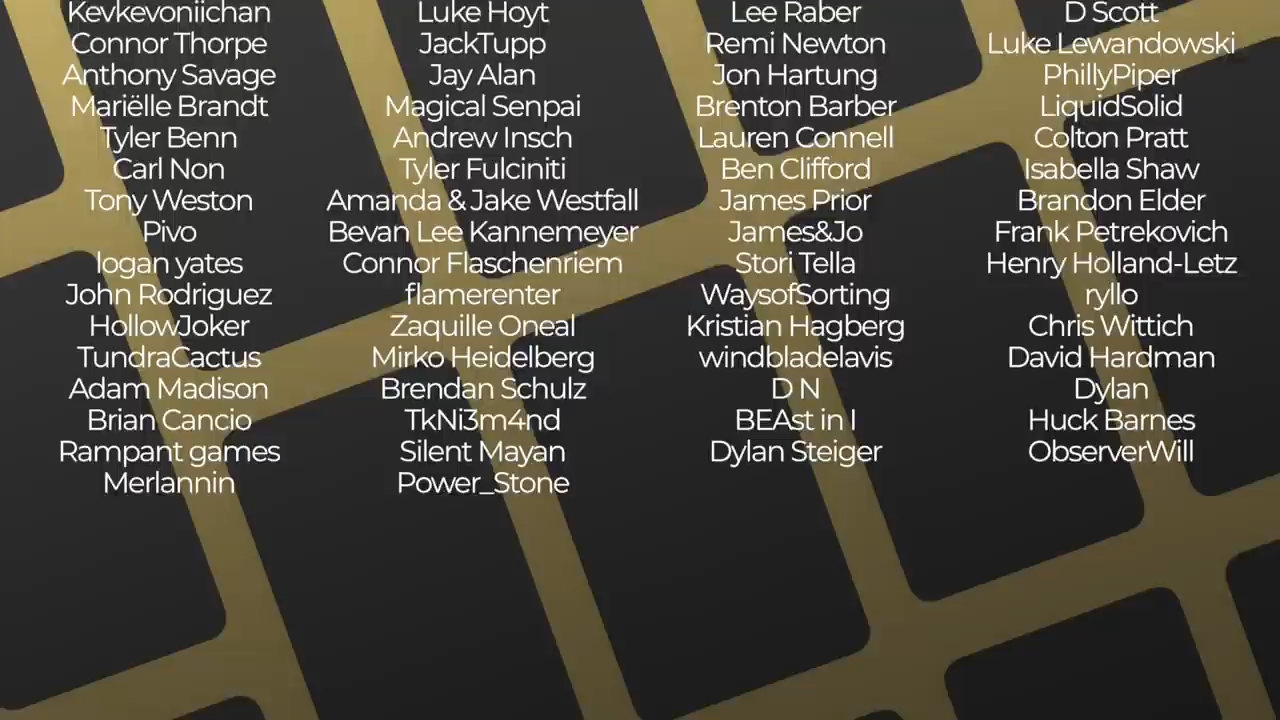 Kevkevoniichan
Luke Hoyt
Lee Raber
D Scott
Connor Thorpe
JackTupp
Remi Newton
Luke Lewandowski
Anthony Savage
Jay Alan
Jon Hartung
PhillyPiper
Mariëlle Brandt
Magical Senpai
Brenton Barber
LiquidSolid
Tyler Benn
Andrew Insch
Lauren Connell
Colton Pratt
Carl Non
Tyler Fulciniti
Ben Clifford
Isabella Shaw
Tony Weston
Amanda & Jake Westfall
James Prior
Brandon Elder
Pivo
Bevan Lee Kannemeyer
James&Jo
Frank Petrekovich
logan yates
Connor Flaschenriem
Stori Tella
Henry Holland-Letz
John Rodriguez
flamerenter
WaysofSorting
ryllo
HollowJoker
Zaquille Oneal
Kristian Hagberg
Chris Wittich
TundraCactus
Mirko Heidelberg
windbladelavis
David Hardman
Adam Madison
Brendan Schulz
D N
Dylan
Brian Cancio
TkNi3m4nd
BEAst in I
Huck Barnes
Rampant games
Silent Mayan
Dylan Steiger
ObserverWill
Merlannin
Power_Stone